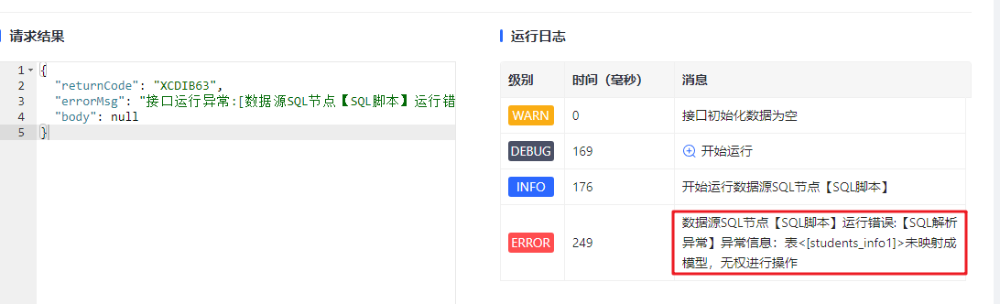 请求结果
1 {
2 "returnCode": "XCDIB63",
3 "errorMsg": "接口运行异常:[数据源SQL节点【SQL脚本】运行错
4 "body": null
5 }
运行日志
级别 时间（毫秒） 消息
WARN 0 接口初始化数据为空
DEBUG 169 开始运行
INFO 176 开始运行数据源SQL节点【SQL脚本】
ERROR 249 数据源SQL节点【SQL脚本】运行错误:【SQL解析
异常】异常信息：表<[students_info1]>未映射成
模型，无权进行操作